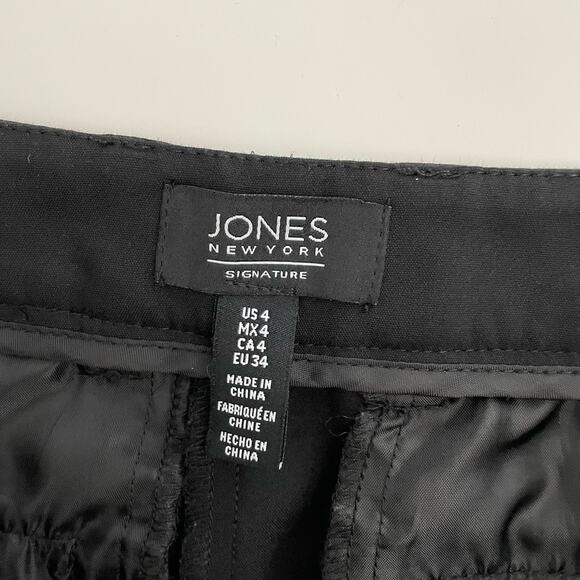 JONES
NEW YORK
SIGNATURE
US 4
MX 4
CA 4
EU 34
MADE IN
CHINA
FABRIQUÉ EN
CHINE
HECHO EN
CHINA